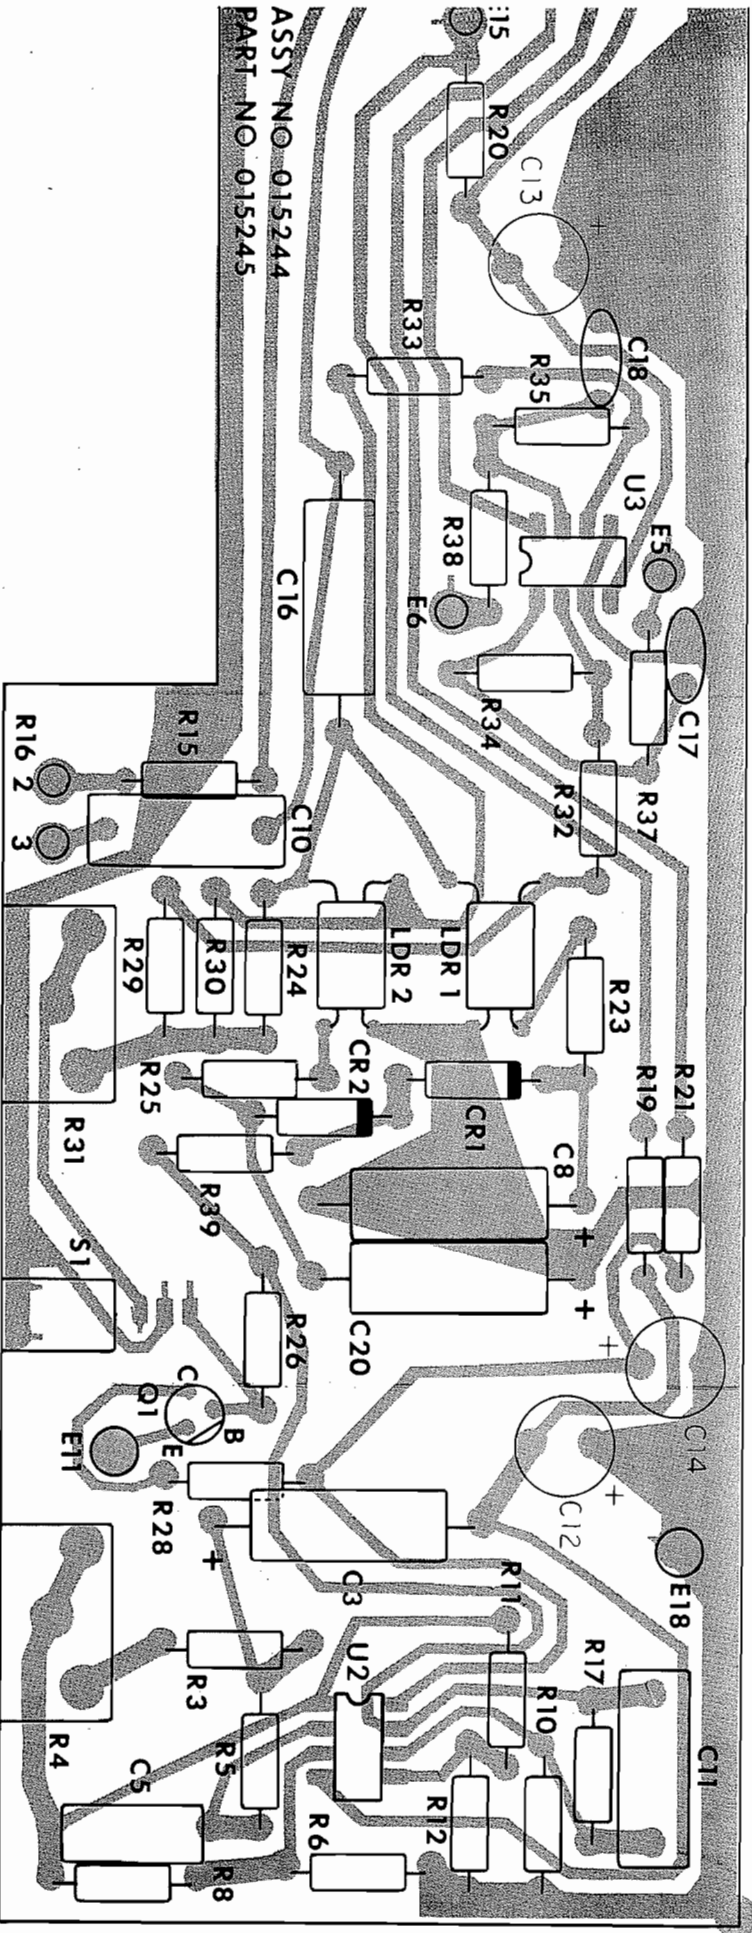 ASSY NO 015244
PART NO 015245
E15
R20
C13
+
R33
C18
R35
U3
E5
R38
C16
E6
C17
R34
R15
R16 2
3
C10
R32
R37
R29
R30
R24
LDR 2
LDR 1
R23
R25
CR2
CR1
R19
R21
R31
R39
C8
+
S1
+
R26
C20
+
C14
C
Q1
B
E
E11
C12
+
R28
+
C3
R11
E18
R3
U2
R17
R10
R4
C5
R5
R12
C11
R6
R8